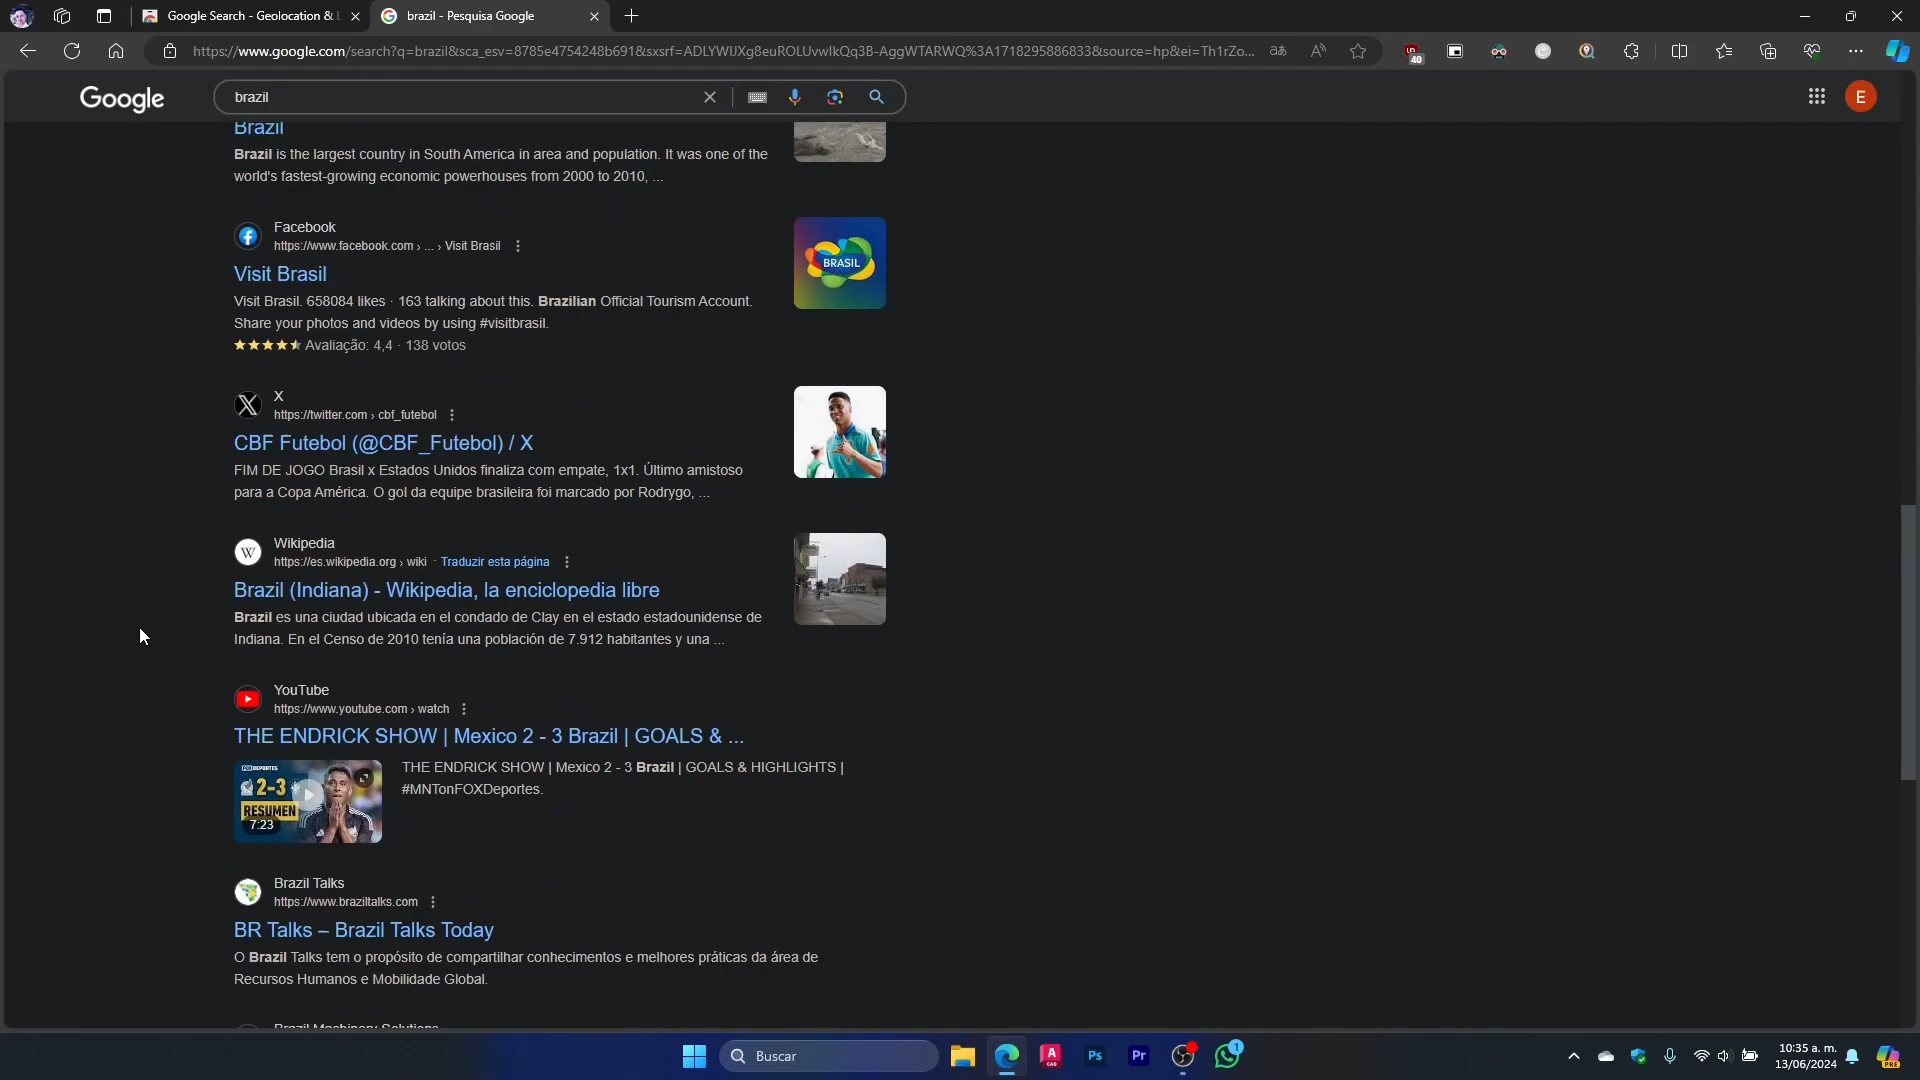 Google Search - Geolocation & L
brazil - Pesquisa Google
https://www.google.com/search?q=brazil&sca_esv=8785e4754248b691&sxsrf=ADLYWIJXg8euROLUvwIkQq3B-AggWTARWQ%3A1718295886833&source=hp&ei=Th1rZo...
40
Google
brazil
E
Brazil
Brazil is the largest country in South America in area and population. It was one of the
world's fastest-growing economic powerhouses from 2000 to 2010, ...
Facebook
https://www.facebook.com › ... › Visit Brasil
Visit Brasil
Visit Brasil. 658084 likes · 163 talking about this. Brazilian Official Tourism Account.
Share your photos and videos by using #visitbrasil.
Avaliação: 4,4 · 138 votos
BRASIL
X
https://twitter.com › cbf_futebol
CBF Futebol (@CBF_Futebol) / X
FIM DE JOGO Brasil x Estados Unidos finaliza com empate, 1x1. Último amistoso
para a Copa América. O gol da equipe brasileira foi marcado por Rodrygo, ...
W
Wikipedia
https://es.wikipedia.org › wiki · Traduzir esta página
Brazil (Indiana) - Wikipedia, la enciclopedia libre
Brazil es una ciudad ubicada en el condado de Clay en el estado estadounidense de
Indiana. En el Censo de 2010 tenía una población de 7.912 habitantes y una ...
YouTube
https://www.youtube.com › watch
THE ENDRICK SHOW | Mexico 2 - 3 Brazil | GOALS & ...
DEPORTES
2-3
RESUMEN
7:23
THE ENDRICK SHOW | Mexico 2 - 3 Brazil | GOALS & HIGHLIGHTS |
#MNTonFOXDeportes.
Brazil Talks
https://www.braziltalks.com
BR Talks – Brazil Talks Today
O Brazil Talks tem o propósito de compartilhar conhecimentos e melhores práticas da área de
Recursos Humanos e Mobilidade Global.
Brazil Machinery Solutions
Buscar
A
CAD
Ps
Pr
1
10:35 a. m.
13/06/2024
PRE